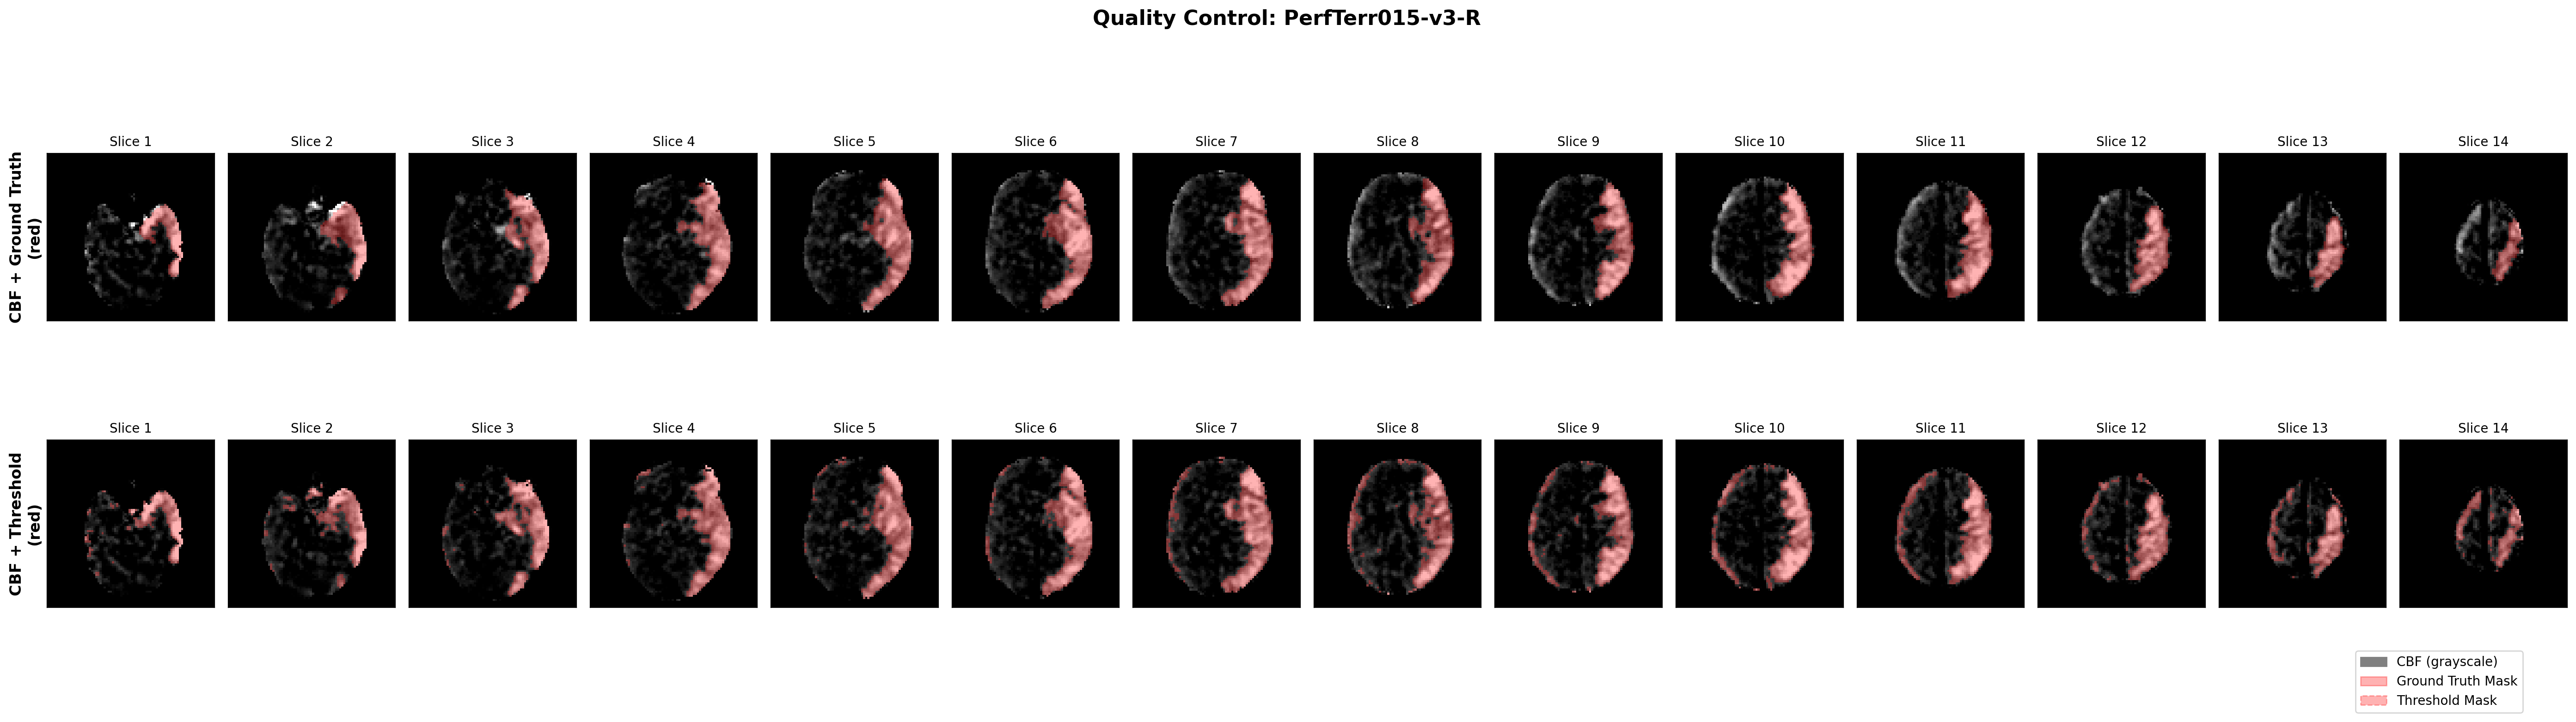 Quality Control: PerfTerr015-v3-R
CBF + Ground Truth
(red)
Slice 1
Slice 2
Slice 3
Slice 4
Slice 5
Slice 6
Slice 7
Slice 8
Slice 9
Slice 10
Slice 11
Slice 12
Slice 13
Slice 14
CBF + Threshold
(red)
Slice 1
Slice 2
Slice 3
Slice 4
Slice 5
Slice 6
Slice 7
Slice 8
Slice 9
Slice 10
Slice 11
Slice 12
Slice 13
Slice 14
CBF (grayscale)
Ground Truth Mask
Threshold Mask